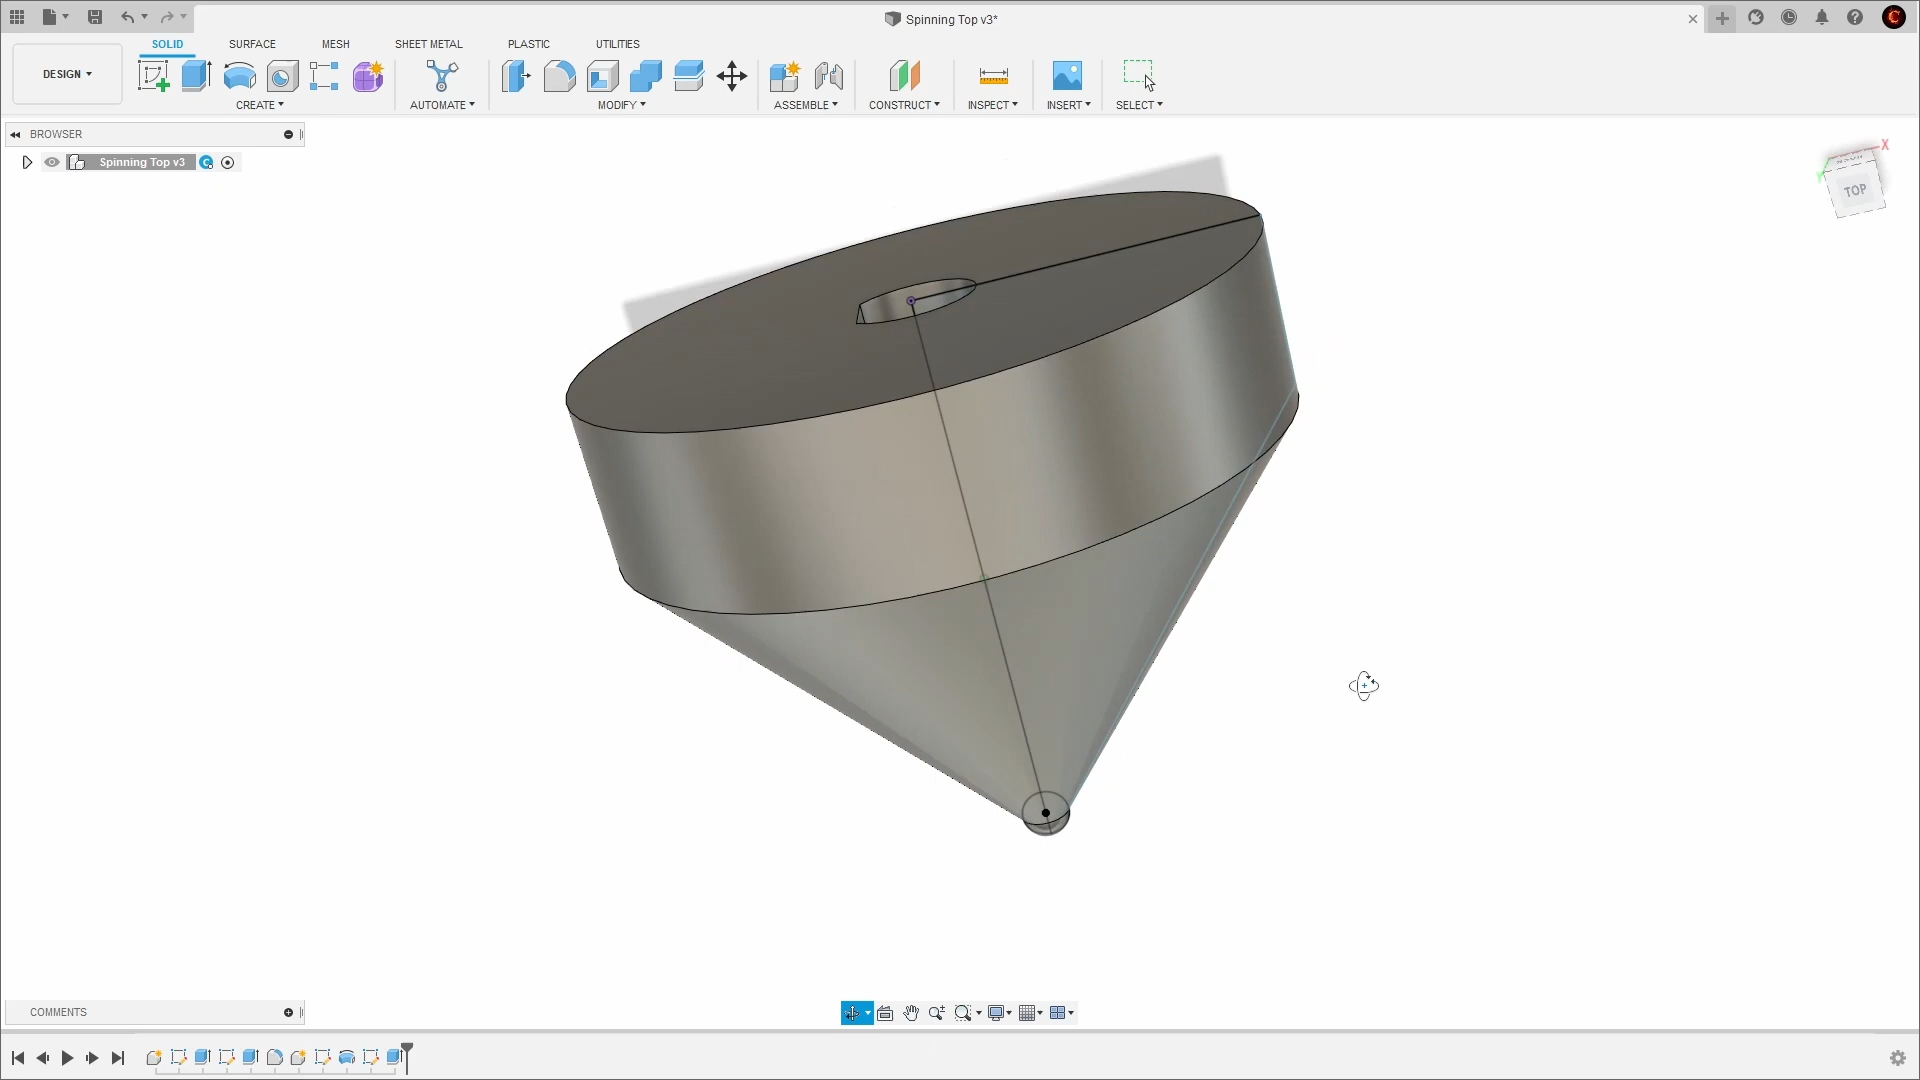 Spinning Top v3*
SOLID SURFACE MESH SHEET METAL PLASTIC UTILITIES
DESIGN
CREATE AUTOMATE MODIFY ASSEMBLE CONSTRUCT INSPECT INSERT SELECT
BROWSER
Spinning Top v3
X
TOP
COMMENTS